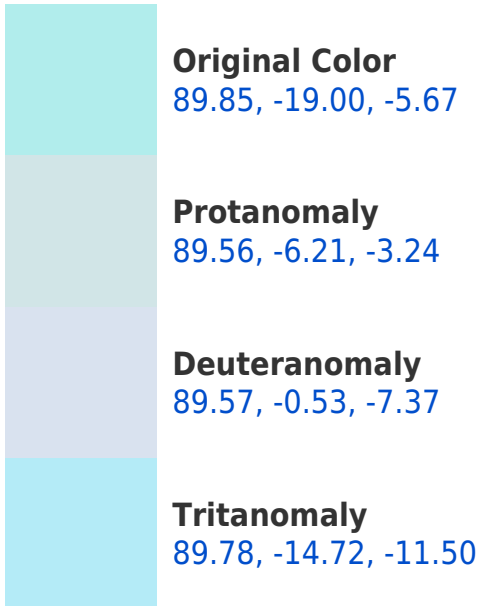 Original Color
89.85, -19.00, -5.67
Protanomaly
89.56, -6.21, -3.24
Deuteranomaly
89.57, -0.53, -7.37
Tritanomaly
89.78, -14.72, -11.50